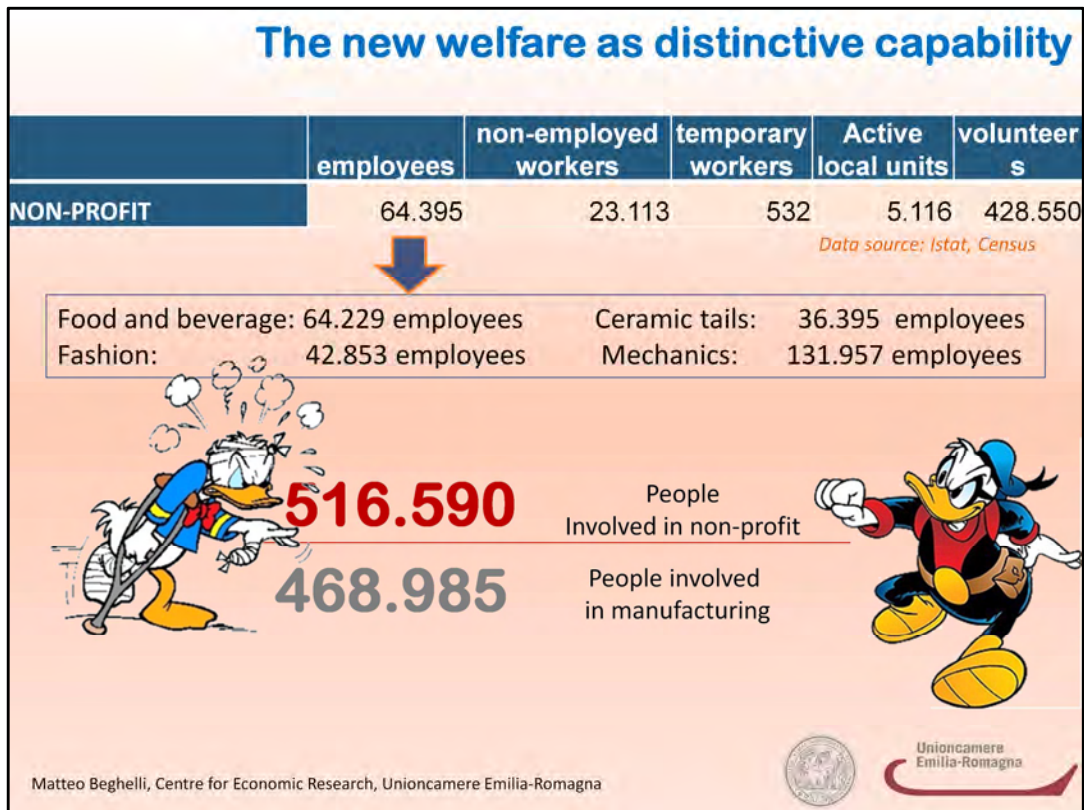 The new welfare as distinctive capability
employees non-employed workers temporary workers Active local units volunteers
NON-PROFIT 64.395 23.113 532 5.116 428.550
Data source: Istat, Census
Food and beverage: 64.229 employees Ceramic tails: 36.395 employees
Fashion: 42.853 employees Mechanics: 131.957 employees
516.590 People
Involved in non-profit
468.985 People involved
in manufacturing
Unioncamere
Emilia-Romagna
Matteo Beghelli, Centre for Economic Research, Unioncamere Emilia-Romagna